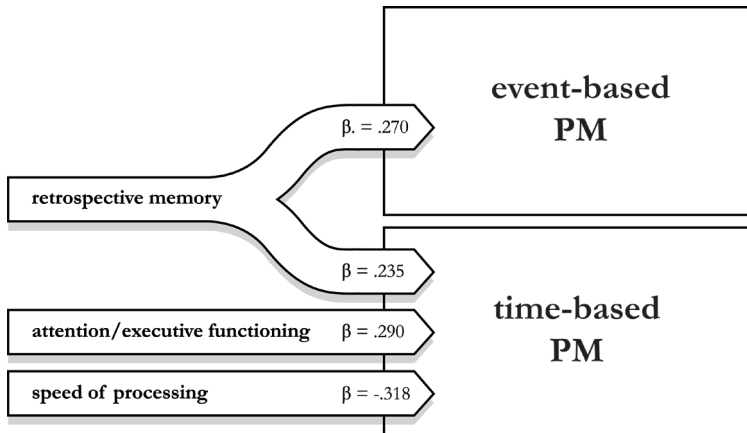 event-based
PM
β. = .270
retrospective memory
β = .235
time-based
PM
attention/executive functioning β = .290
speed of processing β = -.318